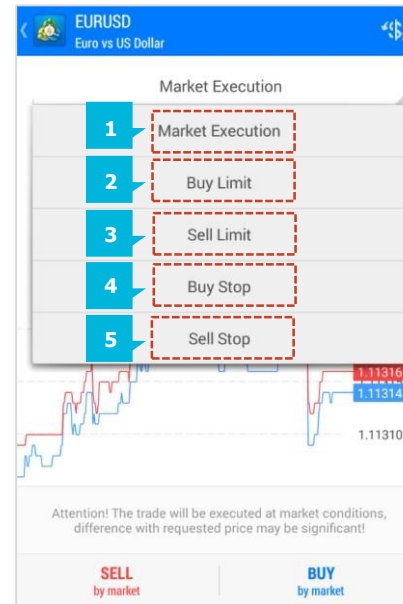 EURUSD
Euro vs US Dollar
Market Execution
1 Market Execution
2 Buy Limit
3 Sell Limit
4 Buy Stop
5 Sell Stop
1.11316
1.11314
1.11310
Attention! The trade will be executed at market conditions,
difference with requested price may be significant!
SELL BUY
by market by market